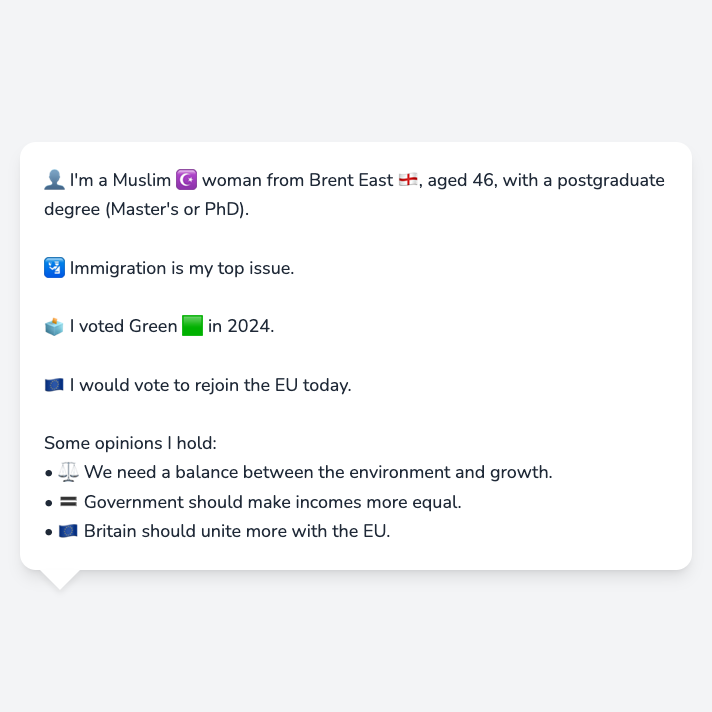 👤 I'm a Muslim ☪️ woman from Brent East 🏴󠁧󠁢󠁥󠁮󠁧󠁿, aged 46, with a postgraduate
degree (Master's or PhD).
🛂 Immigration is my top issue.
🗳️ I voted Green 🟩 in 2024.
🇪🇺 I would vote to rejoin the EU today.
Some opinions I hold:
• ⚖️ We need a balance between the environment and growth.
• 🟰 Government should make incomes more equal.
• 🇪🇺 Britain should unite more with the EU.